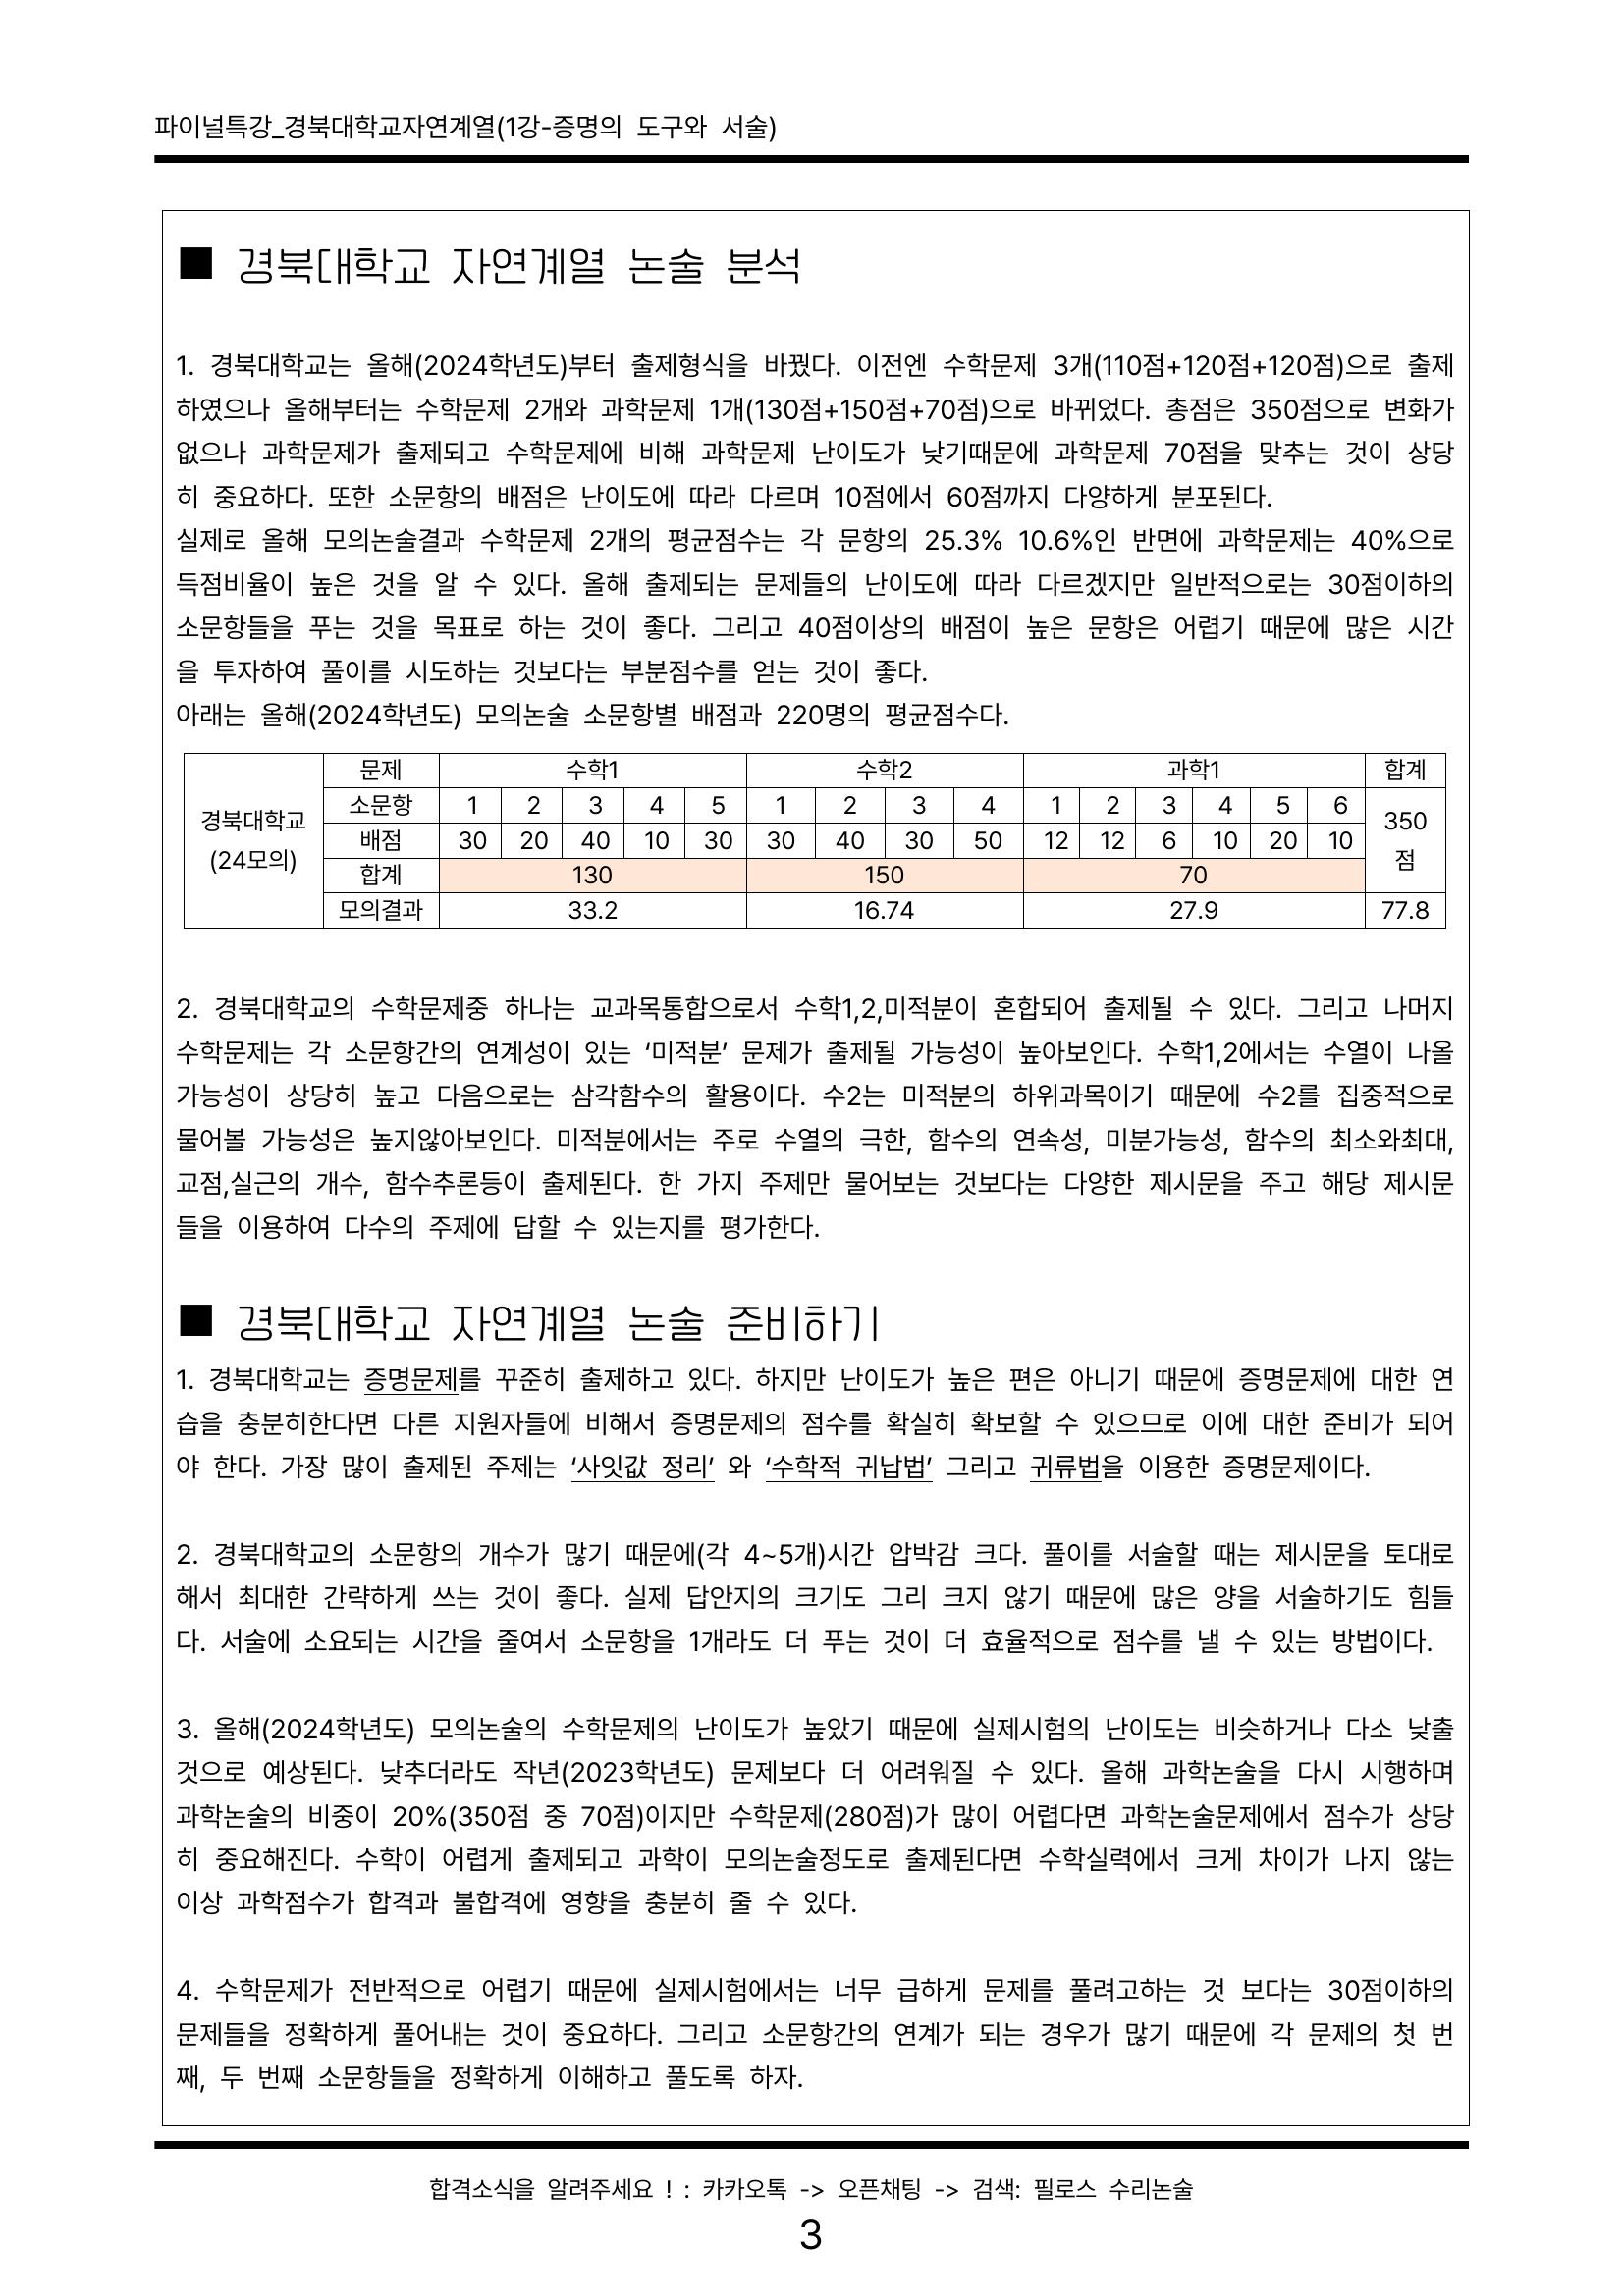 파이널특강_경북대학교자연계열(1강-증명의 도구와 서술)
■ 경북대학교 자연계열 논술 분석
1. 경북대학교는 올해(2024학년도)부터 출제형식을 바꿨다. 이전엔 수학문제 3개(110점+120점+120점)으로 출제
하였으나 올해부터는 수학문제 2개와 과학문제 1개(130점+150점+70점)으로 바뀌었다. 총점은 350점으로 변화가
없으나 과학문제가 출제되고 수학문제에 비해 과학문제 난이도가 낮기때문에 과학문제 70점을 맞추는 것이 상당
히 중요하다. 또한 소문항의 배점은 난이도에 따라 다르며 10점에서 60점까지 다양하게 분포된다.
실제로 올해 모의논술결과 수학문제 2개의 평균점수는 각 문항의 25.3% 10.6%인 반면에 과학문제는 40%으로
득점비율이 높은 것을 알 수 있다. 올해 출제되는 문제들의 난이도에 따라 다르겠지만 일반적으로는 30점이하의
소문항들을 푸는 것을 목표로 하는 것이 좋다. 그리고 40점이상의 배점이 높은 문항은 어렵기 때문에 많은 시간
을 투자하여 풀이를 시도하는 것보다는 부분점수를 얻는 것이 좋다.
아래는 올해(2024학년도) 모의논술 소문항별 배점과 220명의 평균점수다.
경북대학교 (24모의) 문제 수학1 수학2 과학1 합계
소문항 1 2 3 4 5 1 2 3 4 1 2 3 4 5 6 350점
배점 30 20 40 10 30 30 40 30 50 12 12 6 10 20 10
합계 130 150 70
모의결과 33.2 16.74 27.9 77.8
2. 경북대학교의 수학문제중 하나는 교과목통합으로서 수학1,2,미적분이 혼합되어 출제될 수 있다. 그리고 나머지
수학문제는 각 소문항간의 연계성이 있는 '미적분' 문제가 출제될 가능성이 높아보인다. 수학1,2에서는 수열이 나올
가능성이 상당히 높고 다음으로는 삼각함수의 활용이다. 수2는 미적분의 하위과목이기 때문에 수2를 집중적으로
물어볼 가능성은 높지않아보인다. 미적분에서는 주로 수열의 극한, 함수의 연속성, 미분가능성, 함수의 최소와최대,
교점,실근의 개수, 함수추론등이 출제된다. 한 가지 주제만 물어보는 것보다는 다양한 제시문을 주고 해당 제시문
들을 이용하여 다수의 주제에 답할 수 있는지를 평가한다.
■ 경북대학교 자연계열 논술 준비하기
1. 경북대학교는 증명문제를 꾸준히 출제하고 있다. 하지만 난이도가 높은 편은 아니기 때문에 증명문제에 대한 연
습을 충분히한다면 다른 지원자들에 비해서 증명문제의 점수를 확실히 확보할 수 있으므로 이에 대한 준비가 되어
야 한다. 가장 많이 출제된 주제는 '사잇값 정리' 와 '수학적 귀납법' 그리고 귀류법을 이용한 증명문제이다.
2. 경북대학교의 소문항의 개수가 많기 때문에(각 4~5개)시간 압박감 크다. 풀이를 서술할 때는 제시문을 토대로
해서 최대한 간략하게 쓰는 것이 좋다. 실제 답안지의 크기도 그리 크지 않기 때문에 많은 양을 서술하기도 힘들
다. 서술에 소요되는 시간을 줄여서 소문항을 1개라도 더 푸는 것이 더 효율적으로 점수를 낼 수 있는 방법이다.
3. 올해(2024학년도) 모의논술의 수학문제의 난이도가 높았기 때문에 실제시험의 난이도는 비슷하거나 다소 낮출
것으로 예상된다. 낮추더라도 작년(2023학년도) 문제보다 더 어려워질 수 있다. 올해 과학논술을 다시 시행하며
과학논술의 비중이 20%(350점 중 70점)이지만 수학문제(280점)가 많이 어렵다면 과학논술문제에서 점수가 상당
히 중요해진다. 수학이 어렵게 출제되고 과학이 모의논술정도로 출제된다면 수학실력에서 크게 차이가 나지 않는
이상 과학점수가 합격과 불합격에 영향을 충분히 줄 수 있다.
4. 수학문제가 전반적으로 어렵기 때문에 실제시험에서는 너무 급하게 문제를 풀려고하는 것 보다는 30점이하의
문제들을 정확하게 풀어내는 것이 중요하다. 그리고 소문항간의 연계가 되는 경우가 많기 때문에 각 문제의 첫 번
째, 두 번째 소문항들을 정확하게 이해하고 풀도록 하자.
합격소식을 알려주세요 ! : 카카오톡 -> 오픈채팅 -> 검색: 필로스 수리논술
3